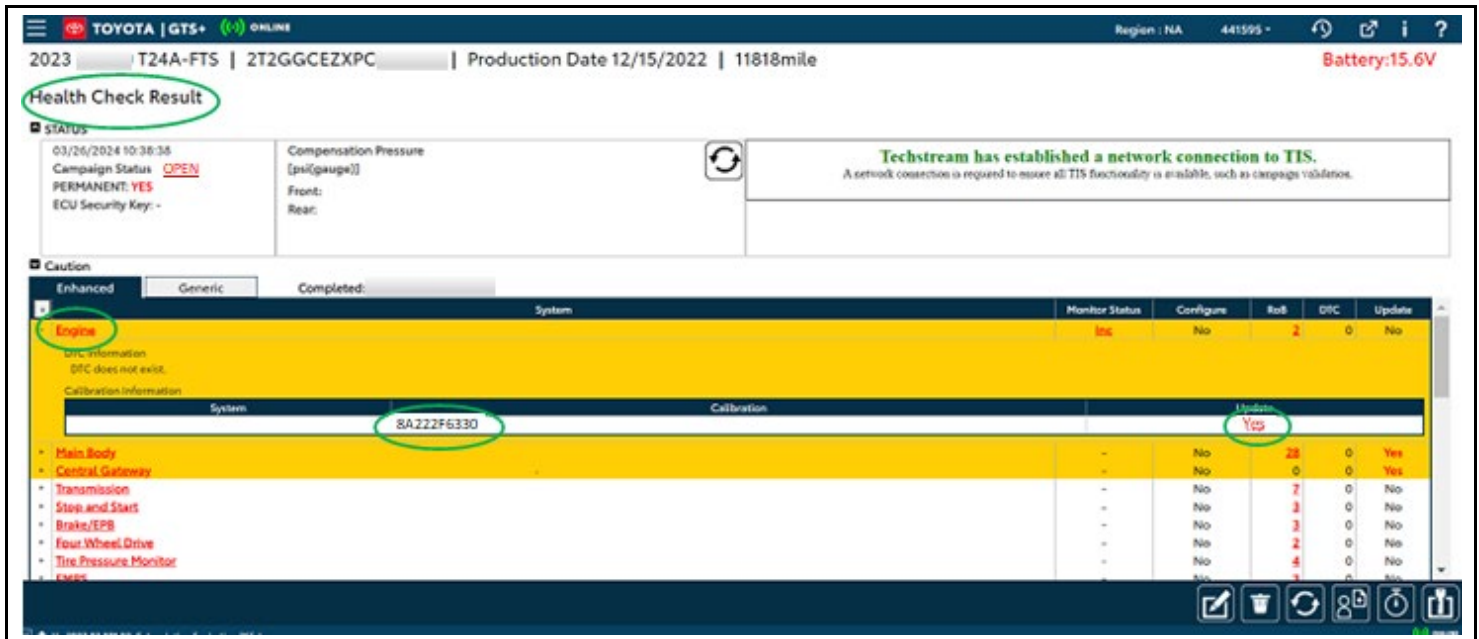 TOYOTA | GTS+ ONLINE Region : NA 441595 i ?
2023 T24A-FTS | 2T2GGCEZXPC | Production Date 12/15/2022 | 11818mile Battery:15.6V
Health Check Result
STATUS
03/26/2024 10:38:38
Campaign Status OPEN
PERMANENT: YES
ECU Security Key: -
Compensation Pressure
[psi(gauge)]
Front:
Rear:
Techstream has established a network connection to TIS.
A network connection is required to ensure all TIS functionality is available, such as campaign validation.
Caution
Enhanced Generic Completed:
System Monitor Status Configure RoB DTC Update
Engine Inc No 2 0 No
DTC Information
DTC does not exist.
Calibration Information
System Calibration Update
8A222F6330 Yes
Main Body - No 28 0 Yes
Central Gateway - No 0 0 Yes
Transmission - No 7 0 No
Stop and Start - No 3 0 No
Brake/EPB - No 3 0 No
Four Wheel Drive - No 2 0 No
Tire Pressure Monitor - No 4 0 No
EMPS - No 3 0 No